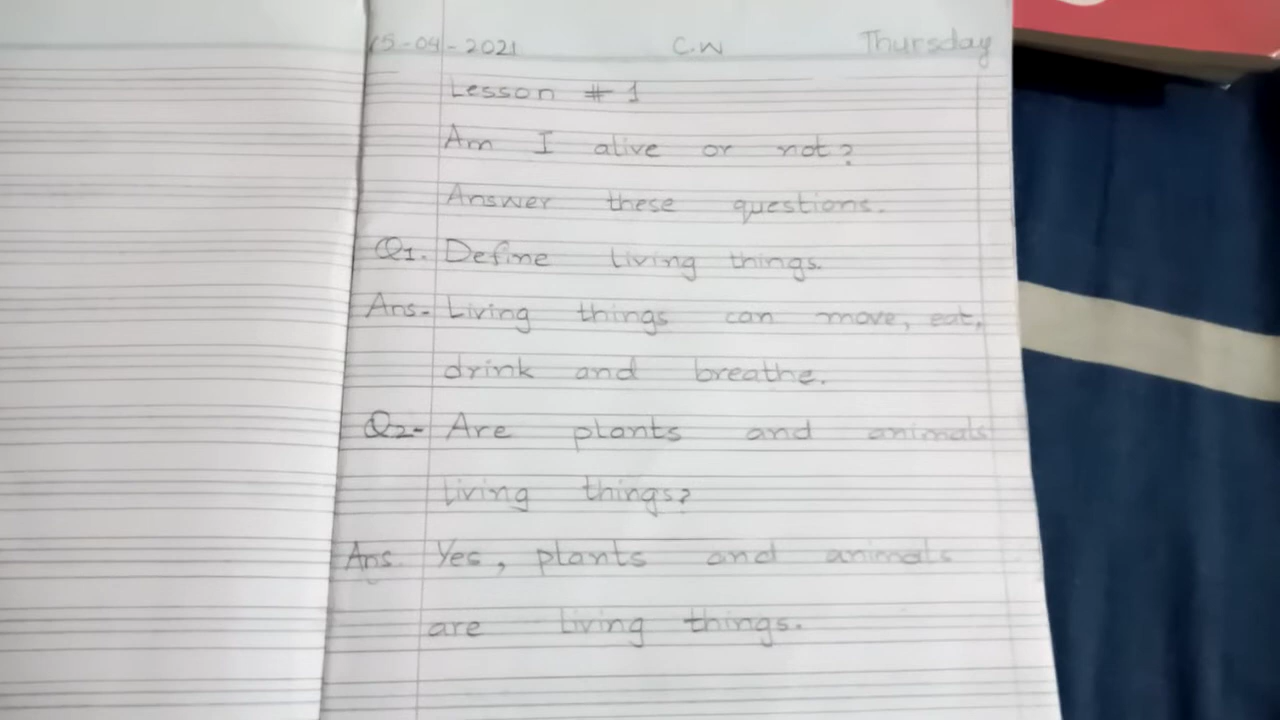 15-04-2021 C.W Thursday
Lesson # 1
Am I alive or not?
Answer these questions.
Q1. Define living things.
Ans- Living things can move, eat,
drink and breathe.
Q2- Are plants and animals
living things?
Ans. Yes, plants and animals
are living things.